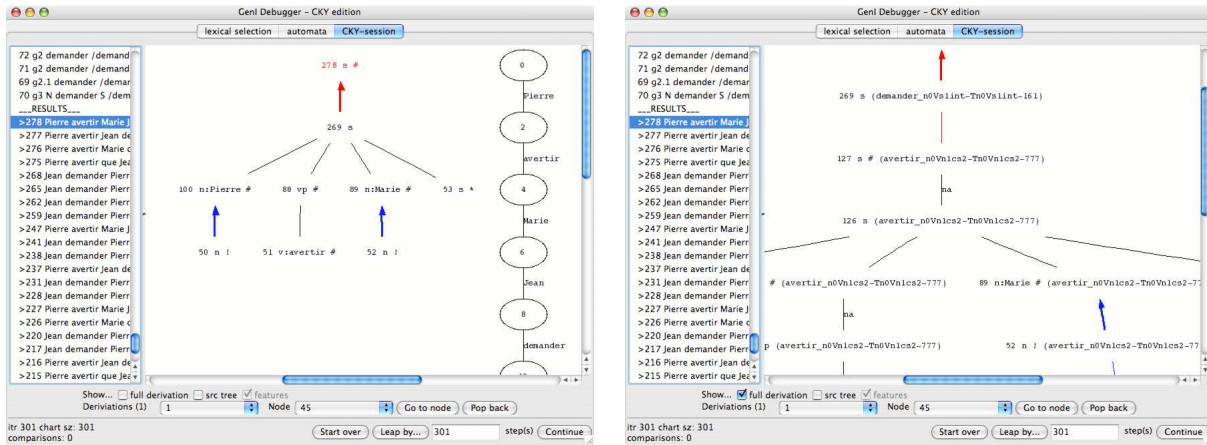 GenI Debugger – CKY edition
lexical selection automata CKY-session
72 g2 demander /demand
71 g2 demander /demand
69 g2.1 demander /demar
70 g3 N demander S /dem
___RESULTS___
>278 Pierre avertir Marie J
>277 Pierre avertir Jean de
>276 Pierre avertir Marie c
>275 Pierre avertir que Jea
>268 Jean demander Pierr
>265 Jean demander Pierr
>262 Jean demander Pierr
>259 Jean demander Pierr
>247 Pierre avertir Marie J
>241 Jean demander Pierr
>238 Jean demander Pierr
>237 Pierre avertir Jean de
>231 Jean demander Pierr
>228 Jean demander Pierr
>227 Pierre avertir Marie J
>226 Pierre avertir Marie c
>220 Jean demander Pierr
>217 Jean demander Pierr
>216 Pierre avertir Jean de
>215 Pierre avertir que Jea
278 s #
269 s
100 n:Pierre # 88 vp # 89 n:Marie # 53 s *
50 n ! 51 v:avertir # 52 n !
0
Pierre
2
avertir
4
Marie
6
Jean
8
demander
Show... full derivation src tree features
Deriviations (1) 1 Node 45 Go to node Pop back
itr 301 chart sz: 301
comparisons: 0
Start over Leap by... 301 step(s) Continue
GenI Debugger – CKY edition
lexical selection automata CKY-session
72 g2 demander /demand
71 g2 demander /demand
69 g2.1 demander /demar
70 g3 N demander S /dem
___RESULTS___
>278 Pierre avertir Marie J
>277 Pierre avertir Jean de
>276 Pierre avertir Marie c
>275 Pierre avertir que Jea
>268 Jean demander Pierr
>265 Jean demander Pierr
>262 Jean demander Pierr
>259 Jean demander Pierr
>247 Pierre avertir Marie J
>241 Jean demander Pierr
>238 Jean demander Pierr
>237 Pierre avertir Jean de
>231 Jean demander Pierr
>228 Jean demander Pierr
>227 Pierre avertir Marie J
>226 Pierre avertir Marie c
>220 Jean demander Pierr
>217 Jean demander Pierr
>216 Pierre avertir Jean de
>215 Pierre avertir que Jea
269 s (demander_n0Vs1int-Tn0Vs1int-161)
127 s # (avertir_n0Vn1cs2-Tn0Vn1cs2-777)
na
126 s (avertir_n0Vn1cs2-Tn0Vn1cs2-777)
# (avertir_n0Vn1cs2-Tn0Vn1cs2-777) 89 n:Marie # (avertir_n0Vn1cs2-Tn0Vn1cs2-77
na
p (avertir_n0Vn1cs2-Tn0Vn1cs2-777) 52 n ! (avertir_n0Vn1cs2-Tn0Vn1cs2-77
Show... full derivation src tree features
Deriviations (1) 1 Node 45 Go to node Pop back
itr 301 chart sz: 301
comparisons: 0
Start over Leap by... 301 step(s) Continue